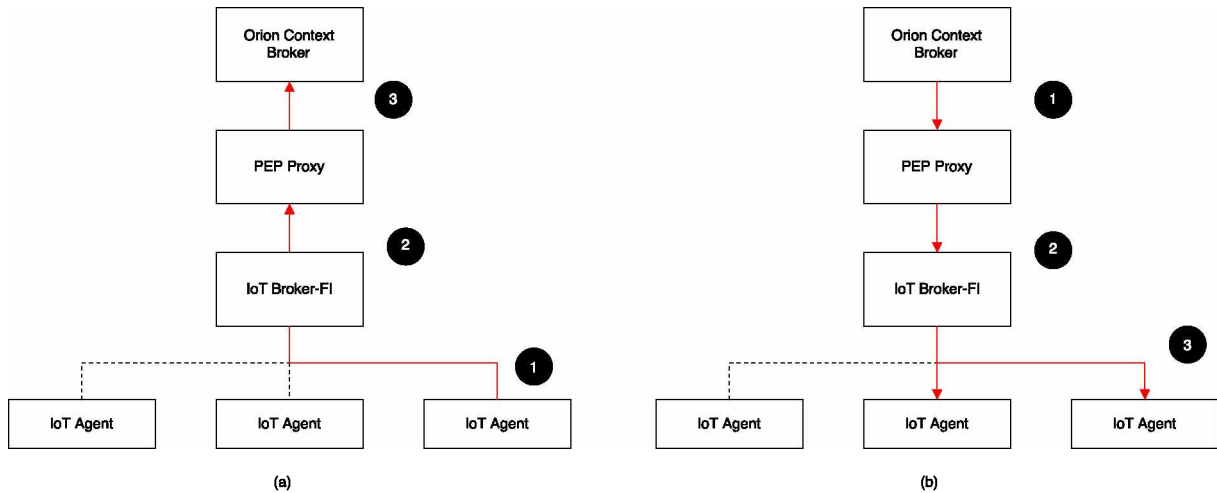 Orion Context
Broker
3
PEP Proxy
2
IoT Broker-FI
1
IoT Agent
IoT Agent
IoT Agent
(a)
Orion Context
Broker
1
PEP Proxy
2
IoT Broker-FI
3
IoT Agent
IoT Agent
IoT Agent
(b)